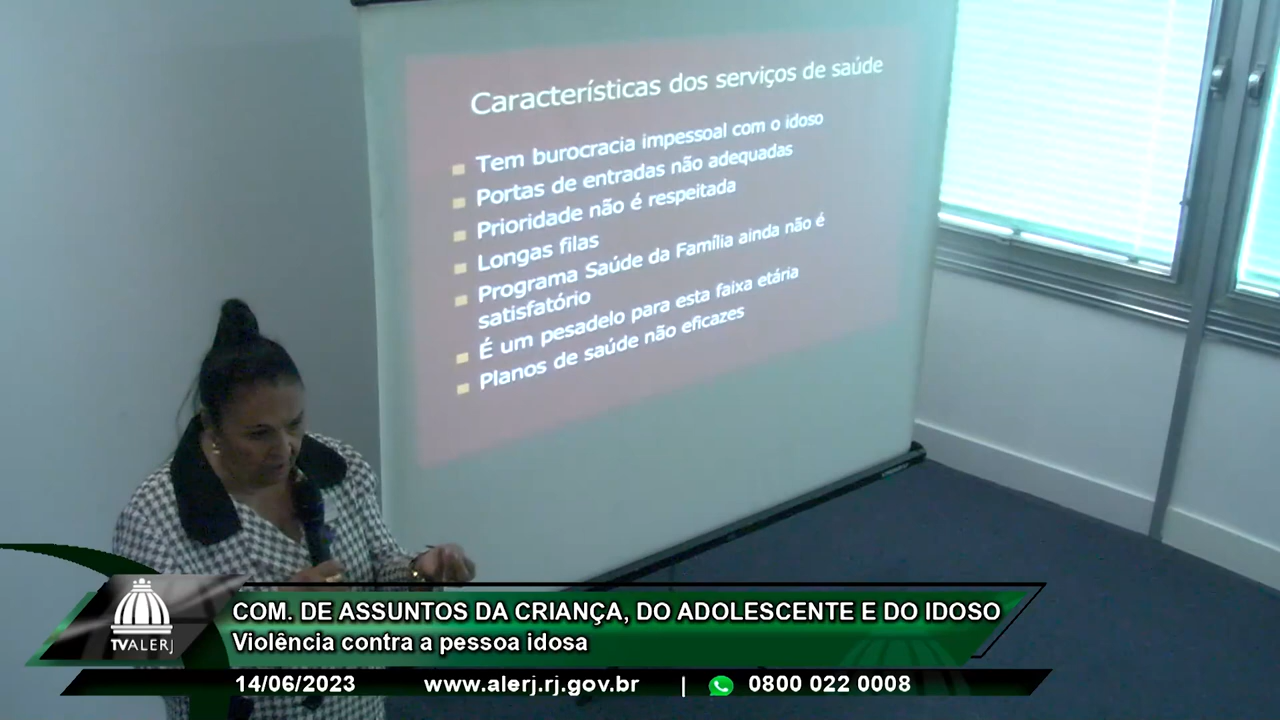 Características dos serviços de saúde
Tem burocracia impessoal com o idoso
Portas de entradas não adequadas
Prioridade não é respeitada
Longas filas
Programa Saúde da Família ainda não é
satisfatório
É um pesadelo para esta faixa etária
Planos de saúde não eficazes
COM. DE ASSUNTOS DA CRIANÇA, DO ADOLESCENTE E DO IDOSO
Violência contra a pessoa idosa
TVALERJ
14/06/2023 www.alerj.rj.gov.br | 0800 022 0008